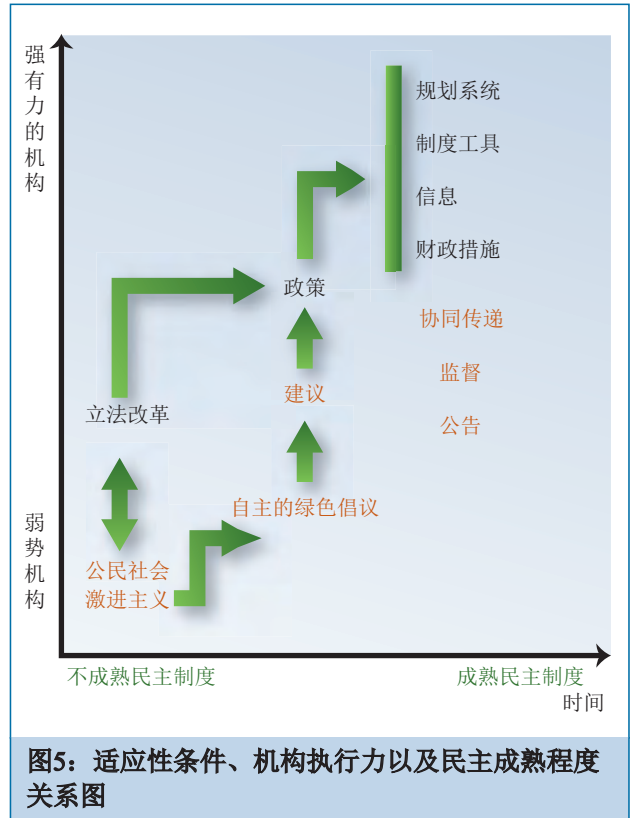 强有力的机构
规划系统
制度工具
信息
财政措施
政策
协同传递
建议
监督
立法改革
公告
自主的绿色倡议
弱势机构
公民社会
激进主义
不成熟民主制度
成熟民主制度
时间
图5：适应性条件、机构执行力以及民主成熟程度
关系图